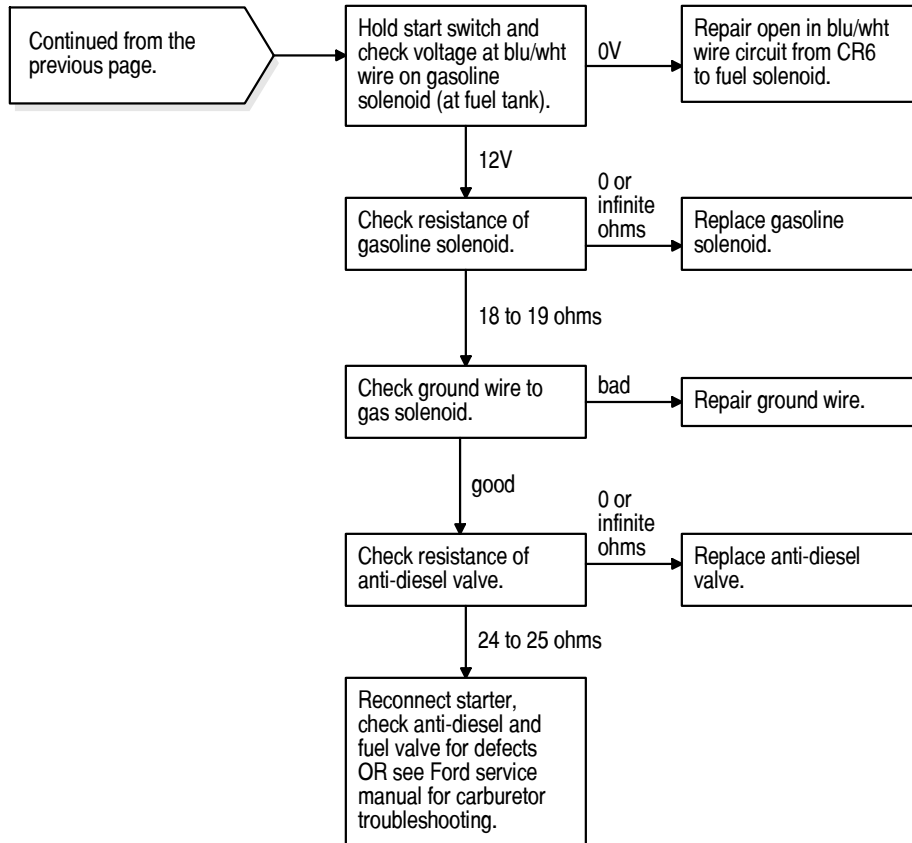 Continued from the
previous page.
Hold start switch and
check voltage at blu/wht
wire on gasoline
solenoid (at fuel tank).
0V
Repair open in blu/wht
wire circuit from CR6
to fuel solenoid.
12V
Check resistance of
gasoline solenoid.
0 or
infinite
ohms
Replace gasoline
solenoid.
18 to 19 ohms
Check ground wire to
gas solenoid.
bad
Repair ground wire.
good
Check resistance of
anti-diesel valve.
0 or
infinite
ohms
Replace anti-diesel
valve.
24 to 25 ohms
Reconnect starter,
check anti-diesel and
fuel valve for defects
OR see Ford service
manual for carburetor
troubleshooting.